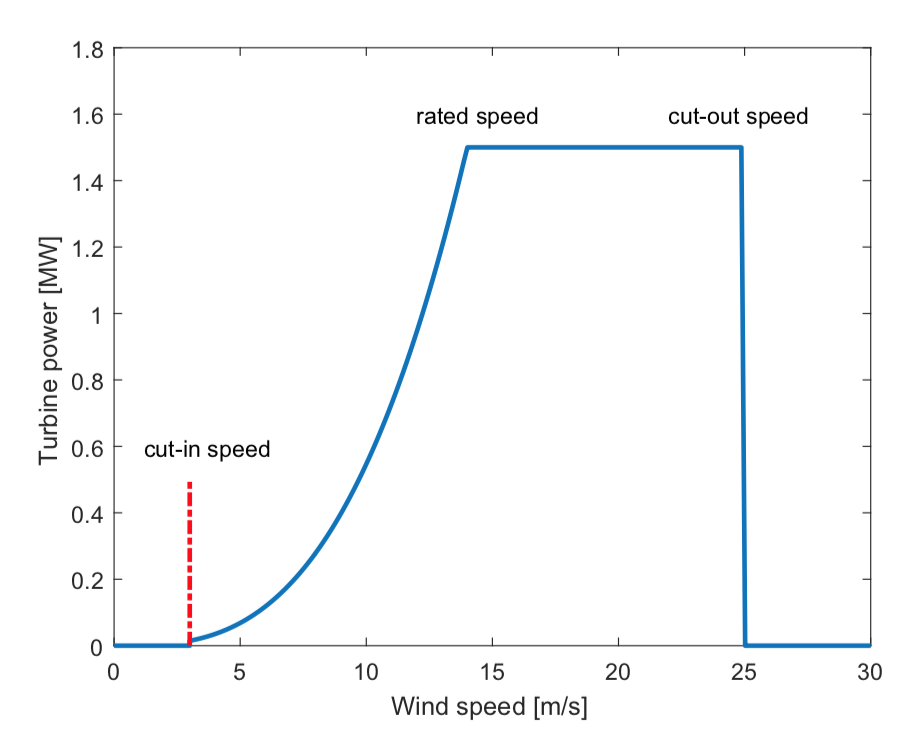 1.8
1.6
1.4
1.2
1
0.8
0.6
0.4
0.2
0
Turbine power [MW]
rated speed
cut-out speed
cut-in speed
0 5 10 15 20 25 30
Wind speed [m/s]